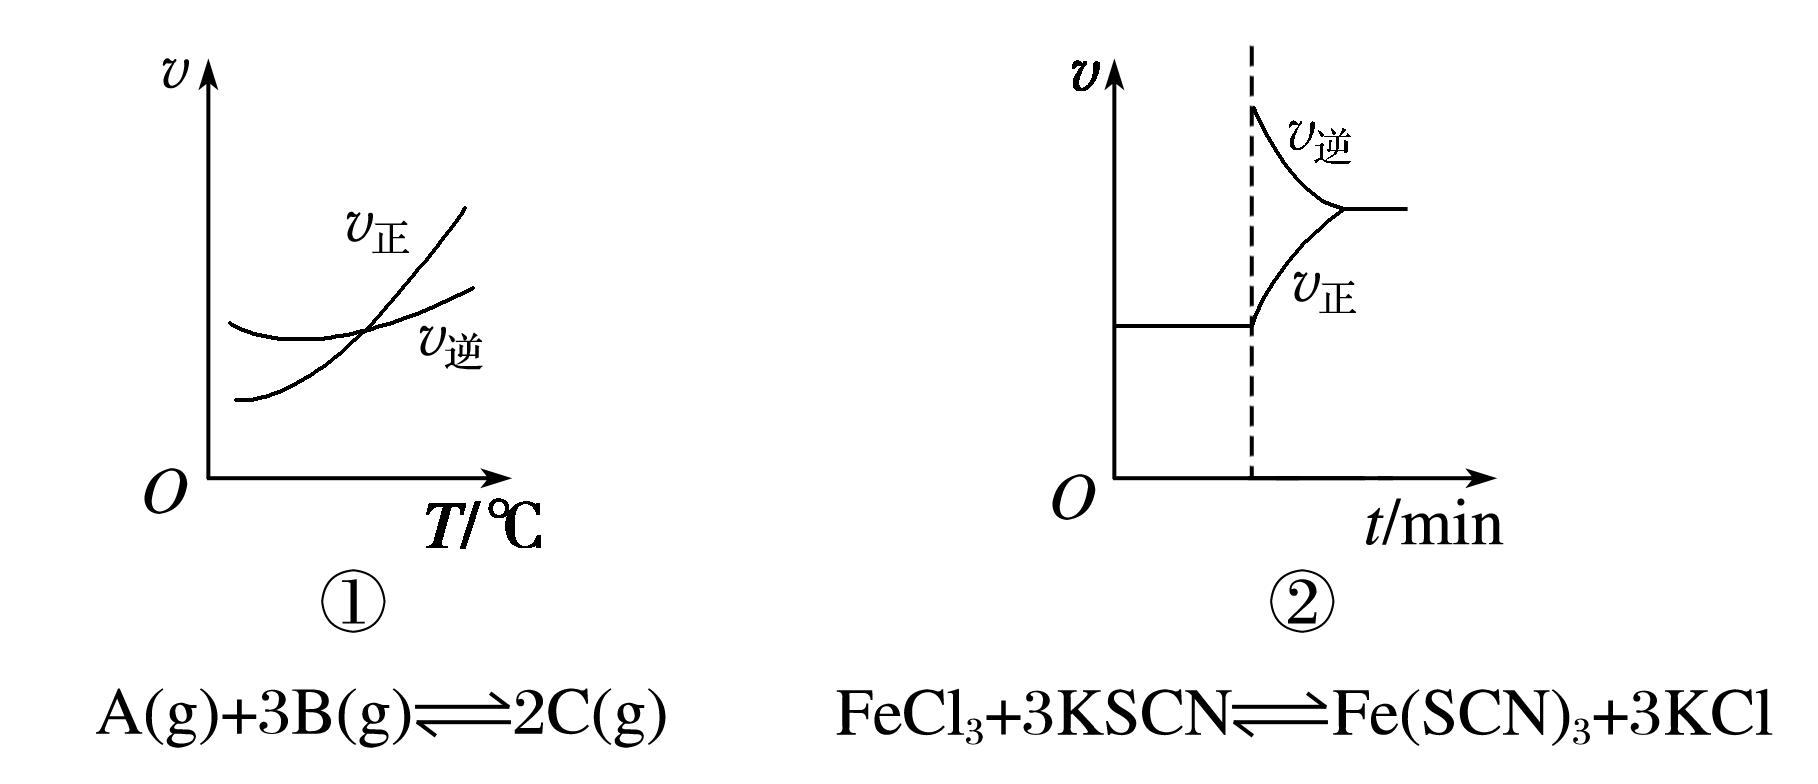 v
v正
v逆
O
T/℃
①
A(g)+3B(g)⇌2C(g)
v
v逆
v正
O
t/min
②
FeCl₃+3KSCN⇌Fe(SCN)₃+3KCl